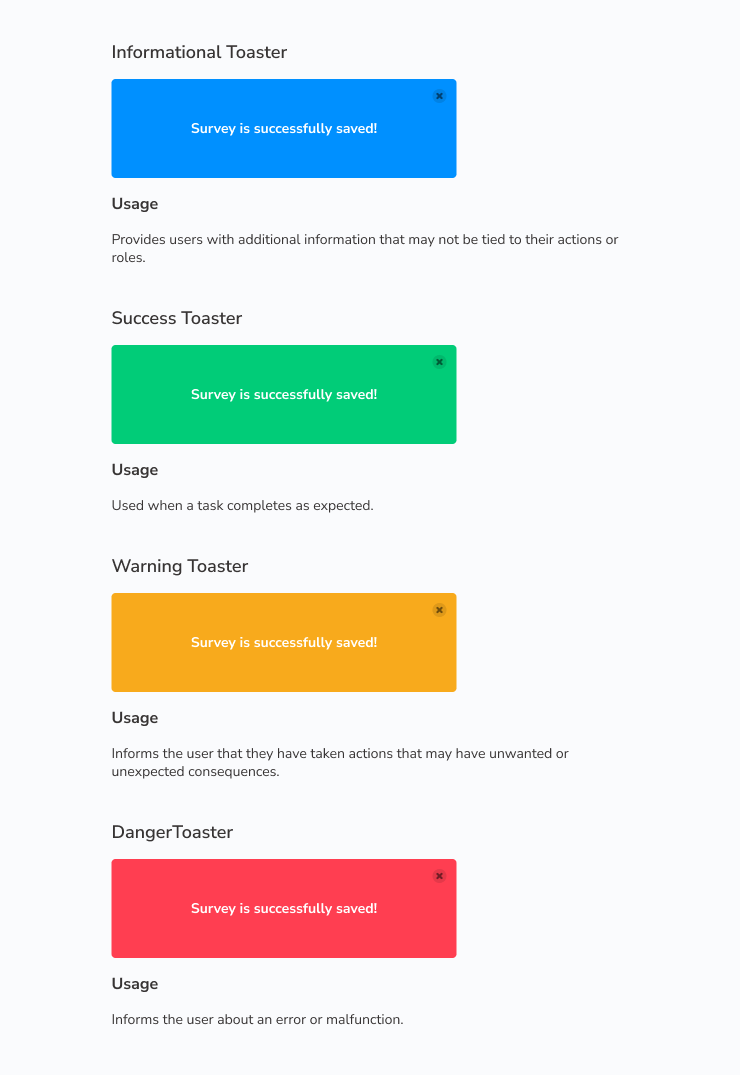 Informational Toaster
Survey is successfully saved!
Usage
Provides users with additional information that may not be tied to their actions or
roles.
Success Toaster
Survey is successfully saved!
Usage
Used when a task completes as expected.
Warning Toaster
Survey is successfully saved!
Usage
Informs the user that they have taken actions that may have unwanted or
unexpected consequences.
DangerToaster
Survey is successfully saved!
Usage
Informs the user about an error or malfunction.